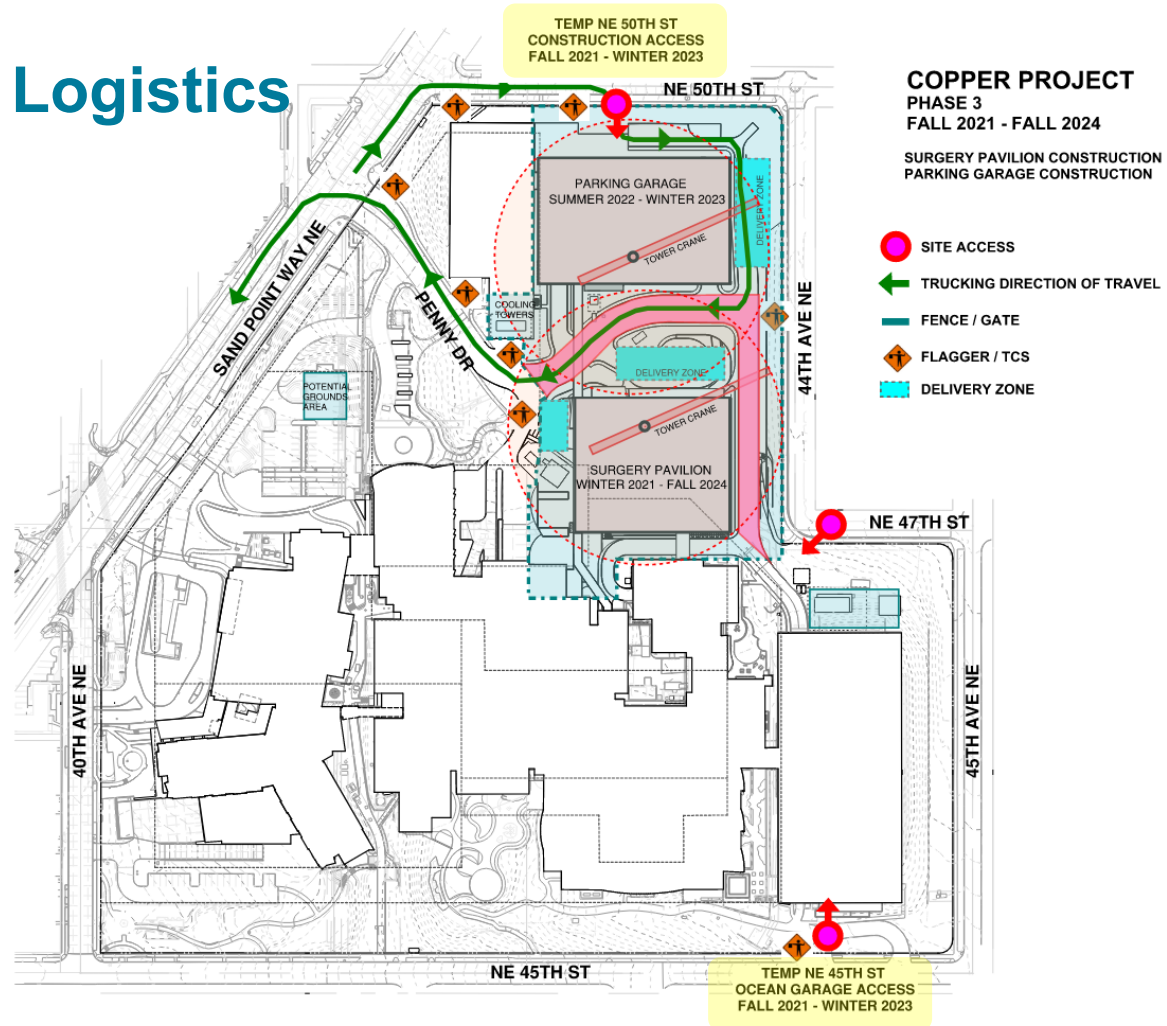 Logistics
TEMP NE 50TH ST
CONSTRUCTION ACCESS
FALL 2021 - WINTER 2023
NE 50TH ST
COPPER PROJECT
PHASE 3
FALL 2021 - FALL 2024
SURGERY PAVILION CONSTRUCTION
PARKING GARAGE CONSTRUCTION
SITE ACCESS
TRUCKING DIRECTION OF TRAVEL
FENCE / GATE
FLAGGER / TCS
DELIVERY ZONE
PARKING GARAGE
SUMMER 2022 - WINTER 2023
TOWER CRANE
DELIVERY ZONE
SAND POINT WAY NE
PENNY DR
COOLING
TOWERS
44TH AVE NE
POTENTIAL
GROUNDS
AREA
DELIVERY ZONE
TOWER CRANE
SURGERY PAVILION
WINTER 2021 - FALL 2024
NE 47TH ST
40TH AVE NE
45TH AVE NE
NE 45TH ST
TEMP NE 45TH ST
OCEAN GARAGE ACCESS
FALL 2021 - WINTER 2023